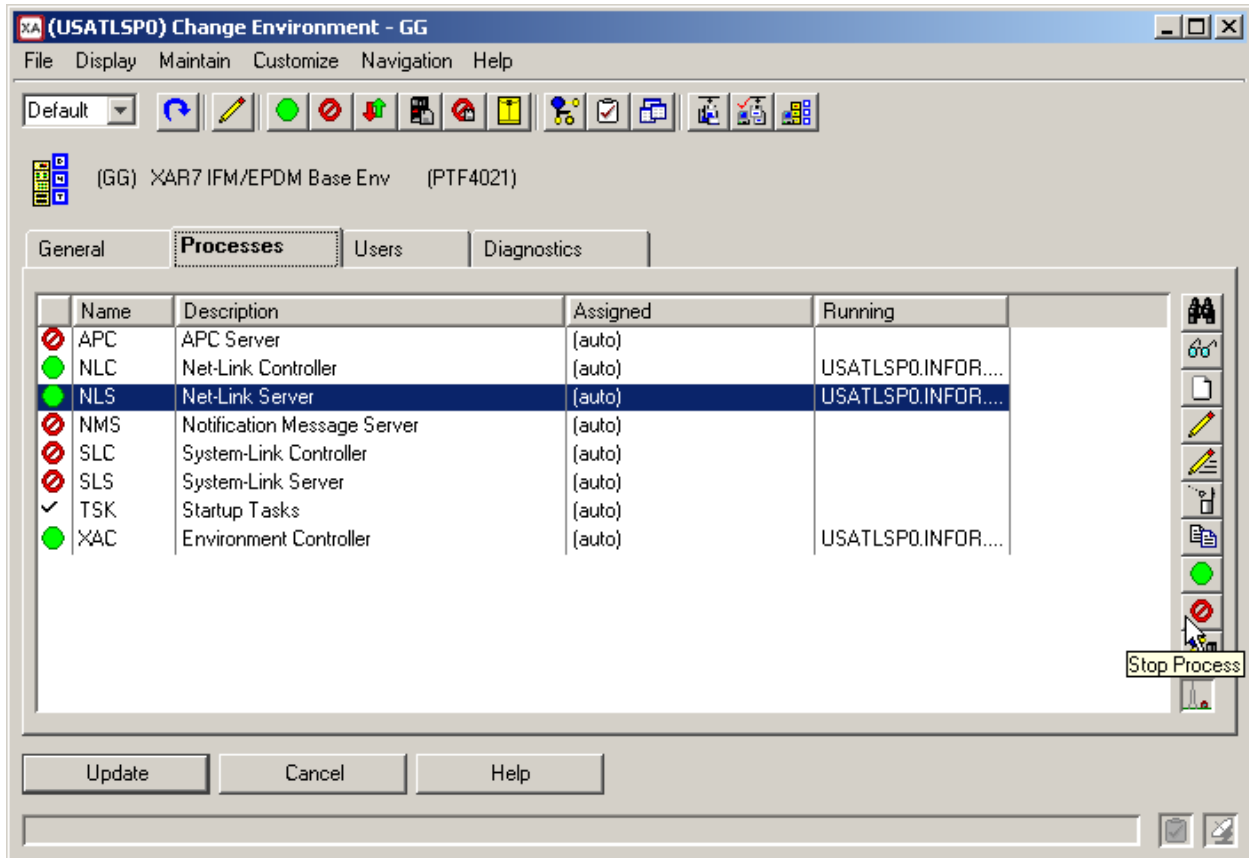 XA (USATLSP0) Change Environment - GG
File Display Maintain Customize Navigation Help
Default
(GG) XAR7 IFM/EPDM Base Env (PTF4021)
General Processes Users Diagnostics
Name Description Assigned Running
APC APC Server (auto)
NLC Net-Link Controller (auto) USATLSP0.INFOR....
NLS Net-Link Server (auto) USATLSP0.INFOR....
NMS Notification Message Server (auto)
SLC System-Link Controller (auto)
SLS System-Link Server (auto)
TSK Startup Tasks (auto)
XAC Environment Controller (auto) USATLSP0.INFOR....
Stop Process
Update Cancel Help